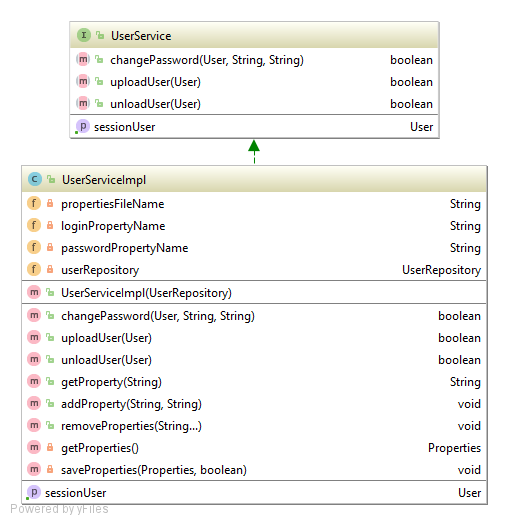 I UserService
m changePassword(User, String, String) boolean
m uploadUser(User) boolean
m unloadUser(User) boolean
p sessionUser User
C UserServiceImpl
f propertiesFileName String
f loginPropertyName String
f passwordPropertyName String
f userRepository UserRepository
m UserServiceImpl(UserRepository)
m changePassword(User, String, String) boolean
m uploadUser(User) boolean
m unloadUser(User) boolean
m getProperty(String) String
m addProperty(String, String) void
m removeProperties(String...) void
m getProperties() Properties
m saveProperties(Properties, boolean) void
p sessionUser User
Powered by yFiles